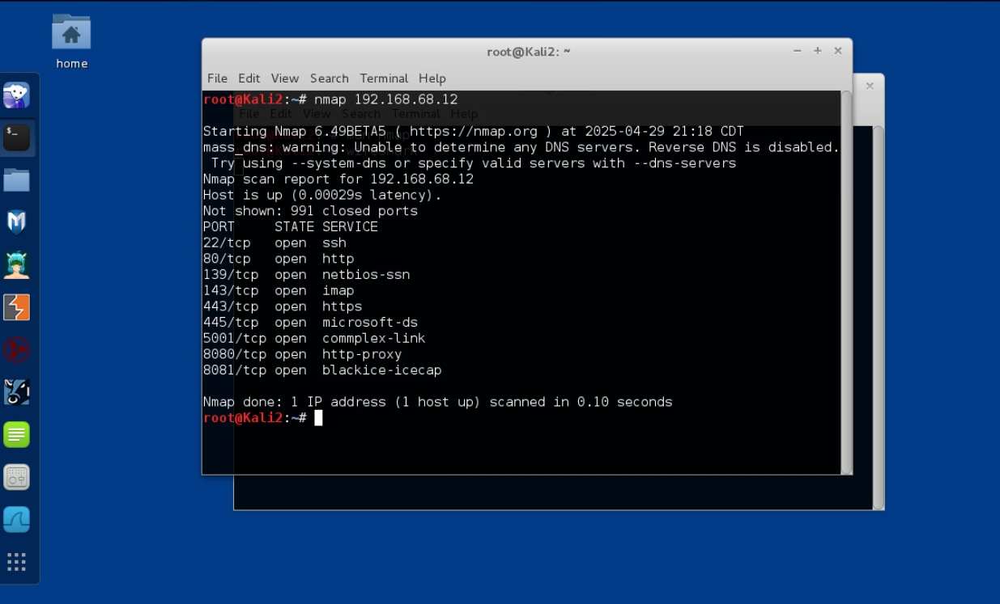 home
root@Kali2: ~
File Edit View Search Terminal Help
root@Kali2:~# nmap 192.168.68.12
File Edit View Search Terminal Help
Starting Nmap 6.49BETA5 ( https://nmap.org ) at 2025-04-29 21:18 CDT
mass_dns: warning: Unable to determine any DNS servers. Reverse DNS is disabled.
Try using --system-dns or specify valid servers with --dns-servers
Nmap scan report for 192.168.68.12
Host is up (0.00029s latency).
Not shown: 991 closed ports
PORT STATE SERVICE
22/tcp open ssh
80/tcp open http
139/tcp open netbios-ssn
143/tcp open imap
443/tcp open https
445/tcp open microsoft-ds
5001/tcp open commplex-link
8080/tcp open http-proxy
8081/tcp open blackice-icecap
Nmap done: 1 IP address (1 host up) scanned in 0.10 seconds
root@Kali2:~#